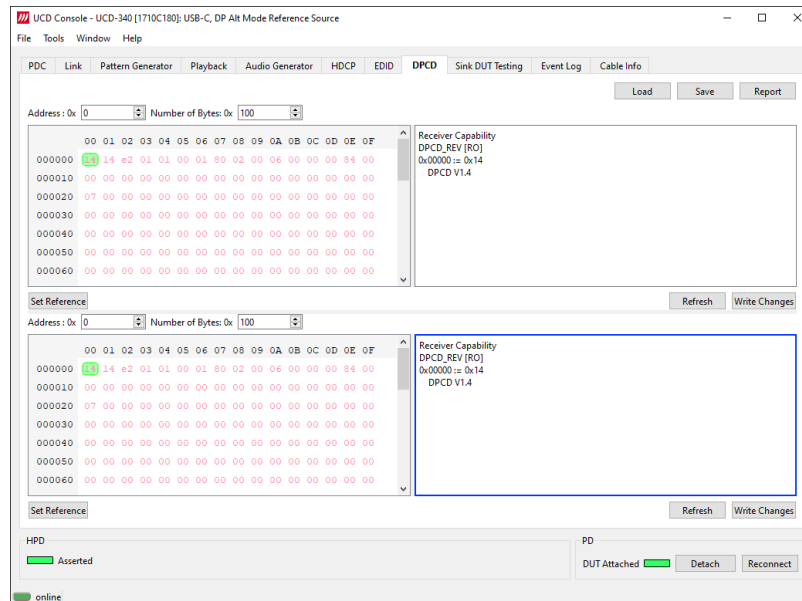 UCD Console - UCD-340 [1710C180]: USB-C, DP Alt Mode Reference Source
File Tools Window Help
PDC Link Pattern Generator Playback Audio Generator HDCP EDID DPCD Sink DUT Testing Event Log Cable Info
Load Save Report
Address : 0x 0 Number of Bytes: 0x 100
00 01 02 03 04 05 06 07 08 09 0A 0B 0C 0D 0E 0F
000000 14 14 e2 01 01 00 01 80 02 00 06 00 00 00 84 00
000010 00 00 00 00 00 00 00 00 00 00 00 00 00 00 00 00
000020 07 00 00 00 00 00 00 00 00 00 00 00 00 00 00 00
000030 00 00 00 00 00 00 00 00 00 00 00 00 00 00 00 00
000040 00 00 00 00 00 00 00 00 00 00 00 00 00 00 00 00
000050 00 00 00 00 00 00 00 00 00 00 00 00 00 00 00 00
000060 00 00 00 00 00 00 00 00 00 00 00 00 00 00 00 00
Receiver Capability
DPCD_REV [RO]
0x00000 := 0x14
DPCD V1.4
Set Reference Refresh Write Changes
Address : 0x 0 Number of Bytes: 0x 100
00 01 02 03 04 05 06 07 08 09 0A 0B 0C 0D 0E 0F
000000 14 14 e2 01 01 00 01 80 02 00 06 00 00 00 84 00
000010 00 00 00 00 00 00 00 00 00 00 00 00 00 00 00 00
000020 07 00 00 00 00 00 00 00 00 00 00 00 00 00 00 00
000030 00 00 00 00 00 00 00 00 00 00 00 00 00 00 00 00
000040 00 00 00 00 00 00 00 00 00 00 00 00 00 00 00 00
000050 00 00 00 00 00 00 00 00 00 00 00 00 00 00 00 00
000060 00 00 00 00 00 00 00 00 00 00 00 00 00 00 00 00
Receiver Capability
DPCD_REV [RO]
0x00000 := 0x14
DPCD V1.4
Set Reference Refresh Write Changes
HPD
Asserted
PD
DUT Attached Detach Reconnect
online